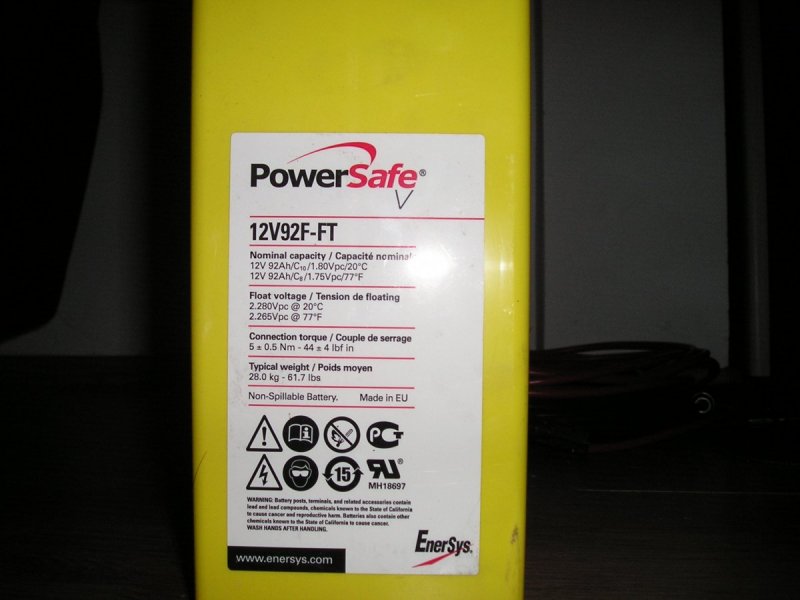 PowerSafe®
V
12V92F-FT
Nominal capacity / Capacité nominal
12V 92Ah/C10/1.80Vpc/20°C
12V 92Ah/C8/1.75Vpc/77°F
Float voltage / Tension de floating
2.280Vpc @ 20°C
2.265Vpc @ 77°F
Connection torque / Couple de serrage
5 ± 0.5 Nm - 44 ± 4 lbf in
Typical weight / Poids moyen
28.0 kg - 61.7 lbs
Non-Spillable Battery. Made in EU
15
MH18697
WARNING: Battery posts, terminals, and related accessories contain
lead and lead compounds, chemicals known to the State of California
to cause cancer and reproductive harm. Batteries also contain other
chemicals known to the State of California to cause cancer.
WASH HANDS AFTER HANDLING.
EnerSys
www.enersys.com